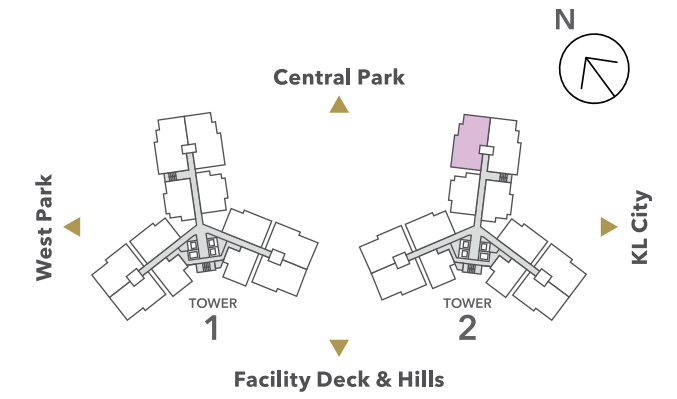 N
Central Park
West Park
KL City
TOWER
1
TOWER
2
Facility Deck & Hills